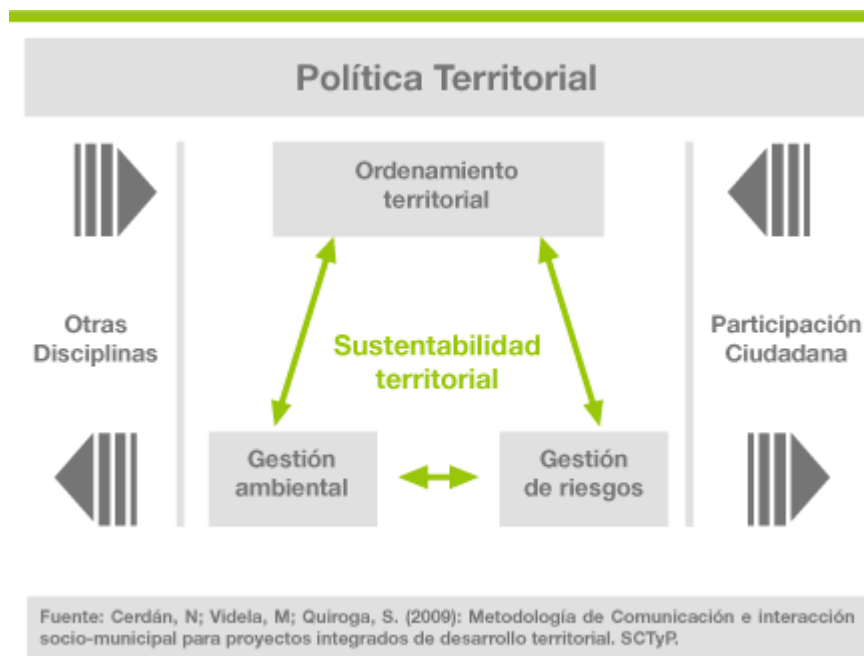 Política Territorial
Ordenamiento
territorial
Otras
Disciplinas
Sustentabilidad
territorial
Participación
Ciudadana
Gestión
ambiental
Gestión
de riesgos
Fuente: Cerdán, N; Videla, M; Quiroga, S. (2009): Metodología de Comunicación e interacción
socio-municipal para proyectos integrados de desarrollo territorial. SCTyP.